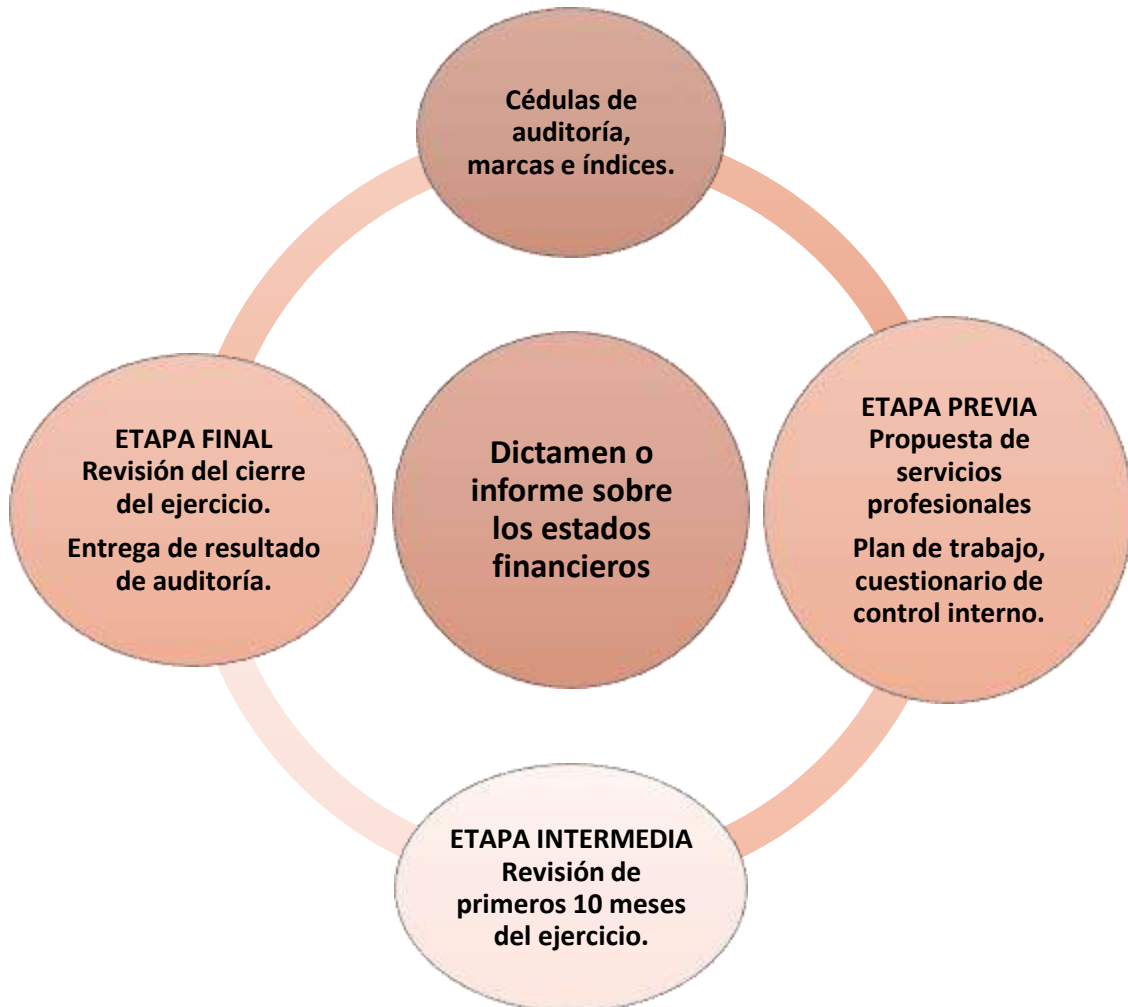 Cédulas de
auditoría,
marcas e índices.
ETAPA PREVIA
Propuesta de
servicios
profesionales
Plan de trabajo,
cuestionario de
control interno.
ETAPA INTERMEDIA
Revisión de
primeros 10 meses
del ejercicio.
ETAPA FINAL
Revisión del cierre
del ejercicio.
Entrega de resultado
de auditoría.
Dictamen o
informe sobre
los estados
financieros